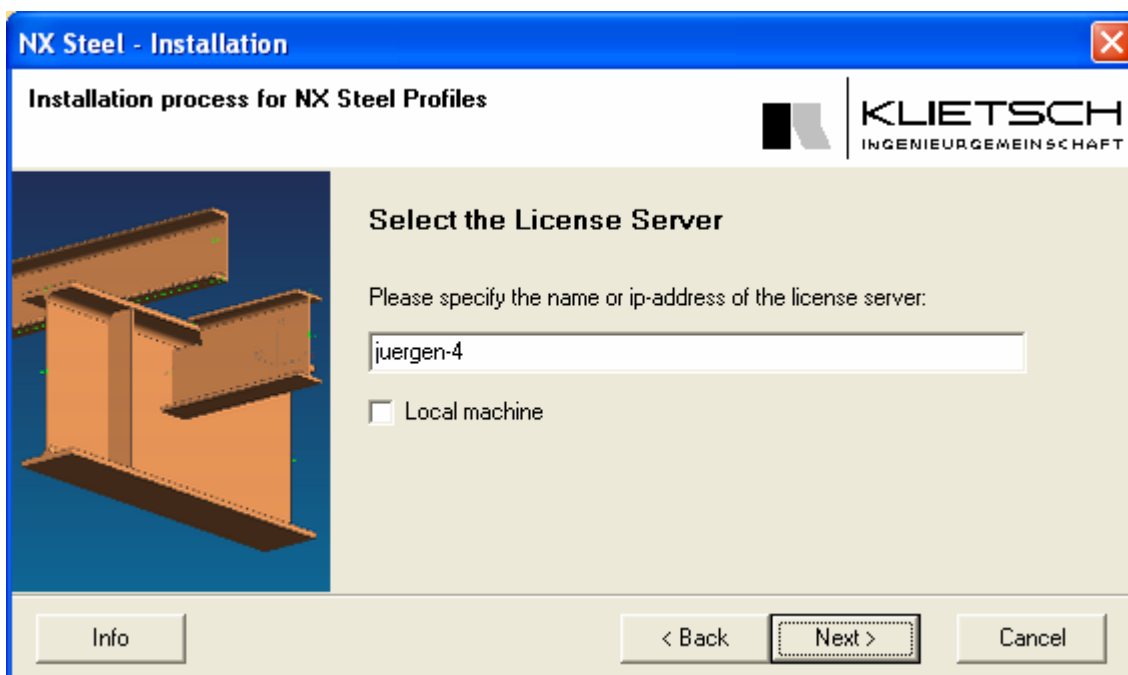 NX Steel - Installation
Installation process for NX Steel Profiles
KLIETSCH
INGENIEURGEMEINSCHAFT
Select the License Server
Please specify the name or ip-address of the license server:
juergen-4
Local machine
Info
< Back
Next >
Cancel